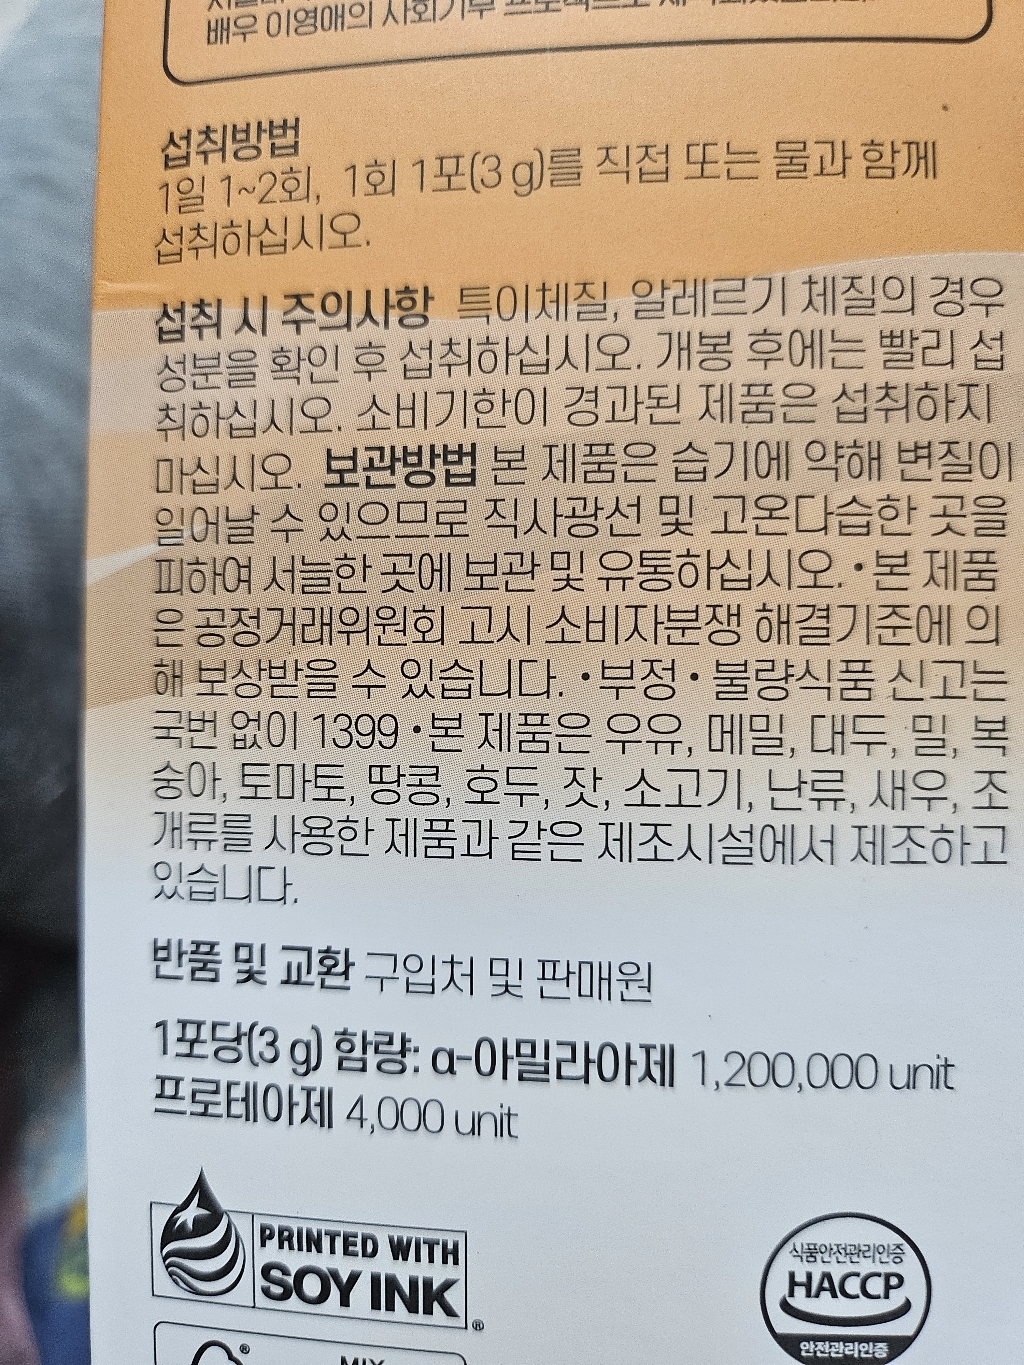 배우 이영애의 사회기부 프로젝트로
섭취방법
1일 1~2회, 1회 1포(3 g)를 직접 또는 물과 함께
섭취하십시오.
섭취 시 주의사항 특이체질, 알레르기 체질의 경우
성분을 확인 후 섭취하십시오. 개봉 후에는 빨리 섭
취하십시오. 소비기한이 경과된 제품은 섭취하지
마십시오. 보관방법 본 제품은 습기에 약해 변질이
일어날 수 있으므로 직사광선 및 고온다습한 곳을
피하여 서늘한 곳에 보관 및 유통하십시오. • 본 제품
은 공정거래위원회 고시 소비자분쟁 해결기준에 의
해 보상받을 수 있습니다. • 부정 • 불량식품 신고는
국번 없이 1399 • 본 제품은 우유, 메밀, 대두, 밀, 복
숭아, 토마토, 땅콩, 호두, 잣, 소고기, 난류, 새우, 조
개류를 사용한 제품과 같은 제조시설에서 제조하고
있습니다.
반품 및 교환 구입처 및 판매원
1포당(3 g) 함량: α-아밀라아제 1,200,000 unit
프로테아제 4,000 unit
PRINTED WITH
SOY INK
®
식품안전관리인증
HACCP
안전관리인증
®
MIX